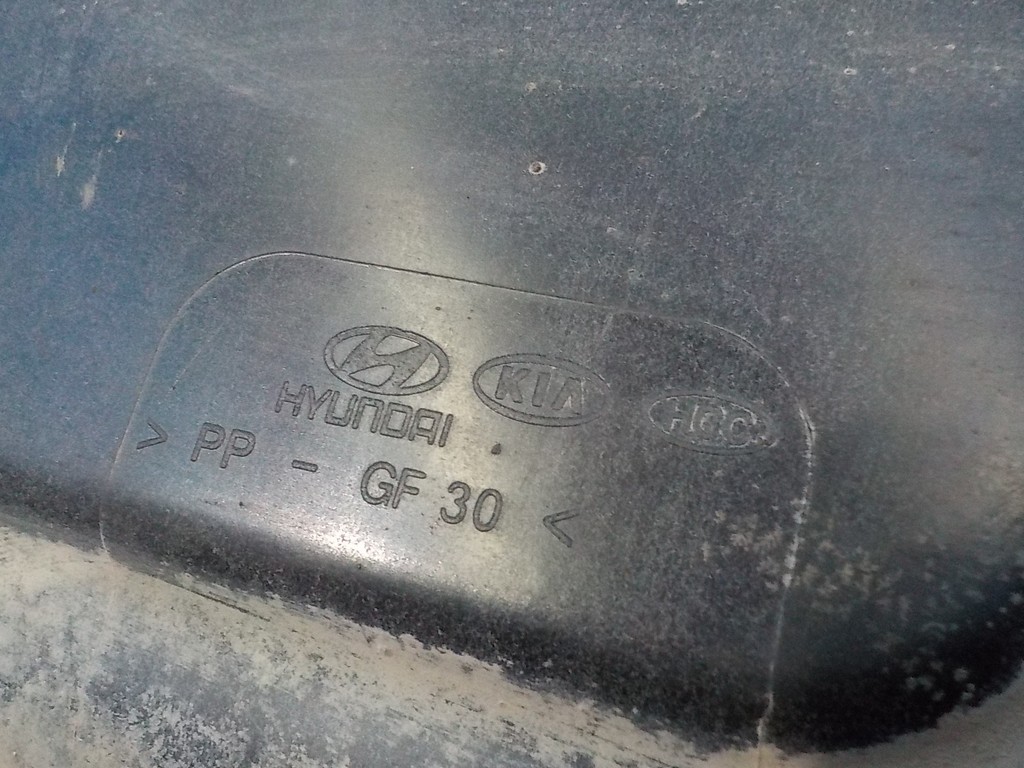 HYUNDAI
KIA
HQC
> PP - GF 30 <